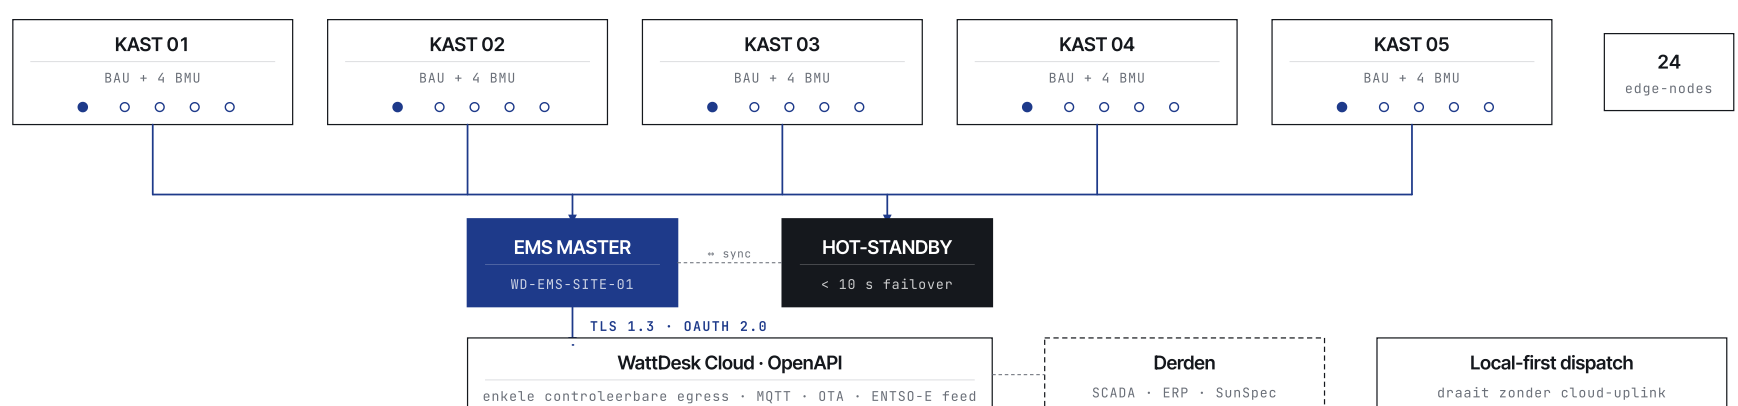 KAST 01
BAU + 4 BMU
KAST 02
BAU + 4 BMU
KAST 03
BAU + 4 BMU
KAST 04
BAU + 4 BMU
KAST 05
BAU + 4 BMU
24
edge-nodes
EMS MASTER
WD-EMS-SITE-01
↔ sync
HOT-STANDBY
< 10 s failover
TLS 1.3 · OAUTH 2.0
WattDesk Cloud · OpenAPI
enkele controleerbare egress · MQTT · OTA · ENTSO-E feed
Derden
SCADA · ERP · SunSpec
Local-first dispatch
draait zonder cloud-uplink